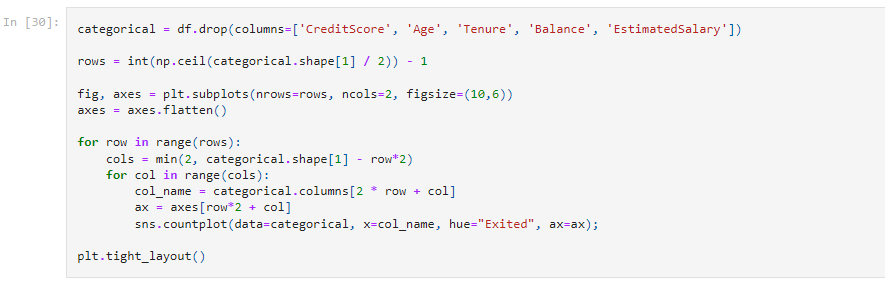 In [30]:
categorical = df.drop(columns=['CreditScore', 'Age', 'Tenure', 'Balance', 'EstimatedSalary'])
rows = int(np.ceil(categorical.shape[1] / 2)) - 1
fig, axes = plt.subplots(nrows=rows, ncols=2, figsize=(10,6))
axes = axes.flatten()
for row in range(rows):
    cols = min(2, categorical.shape[1] - row*2)
    for col in range(cols):
        col_name = categorical.columns[2 * row + col]
        ax = axes[row*2 + col]
        sns.countplot(data=categorical, x=col_name, hue="Exited", ax=ax);
plt.tight_layout()